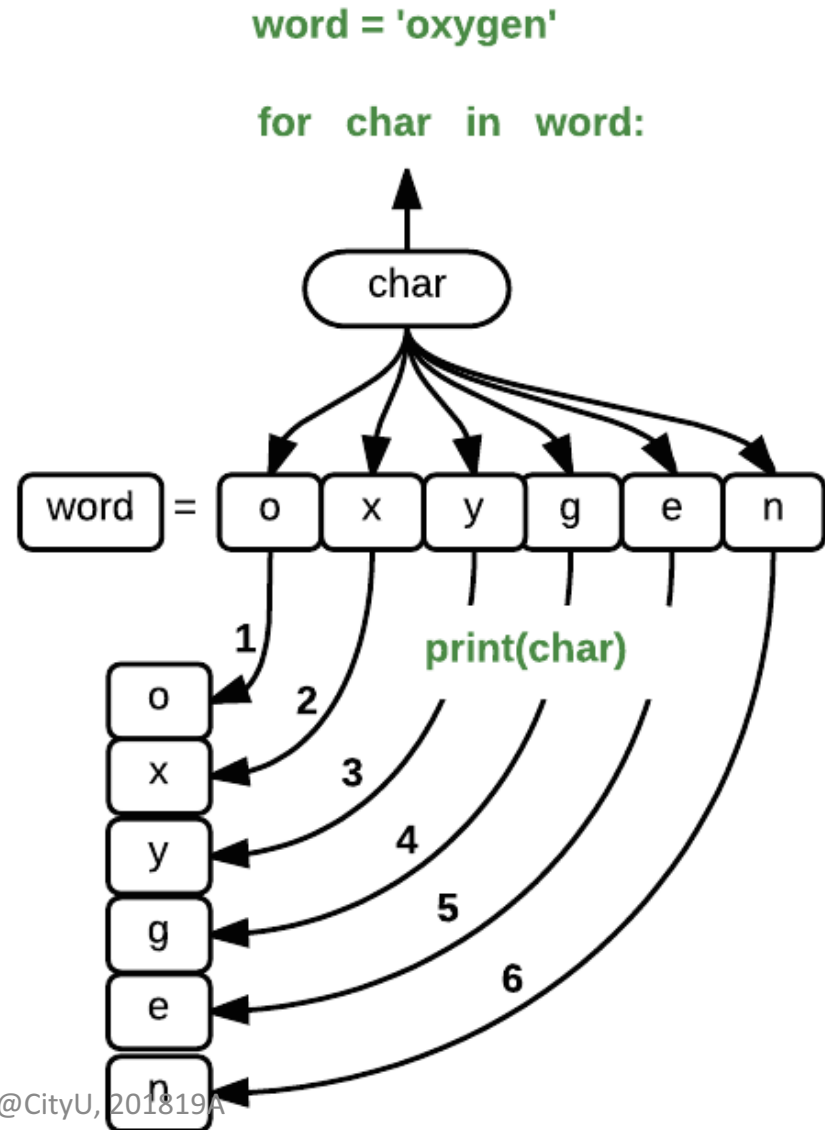 word = 'oxygen'
for char in word:
char
word = o x y g e n
print(char)
1
o
2
x
3
y
4
g
5
e
6
n
@CityU, 201819A